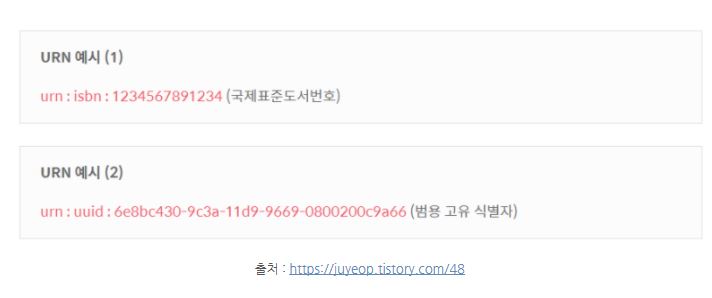 URN 예시 (1)
urn : isbn : 1234567891234 (국제표준도서번호)
URN 예시 (2)
urn : uuid : 6e8bc430-9c3a-11d9-9669-0800200c9a66 (범용 고유 식별자)
출처 : https://juyeop.tistory.com/48